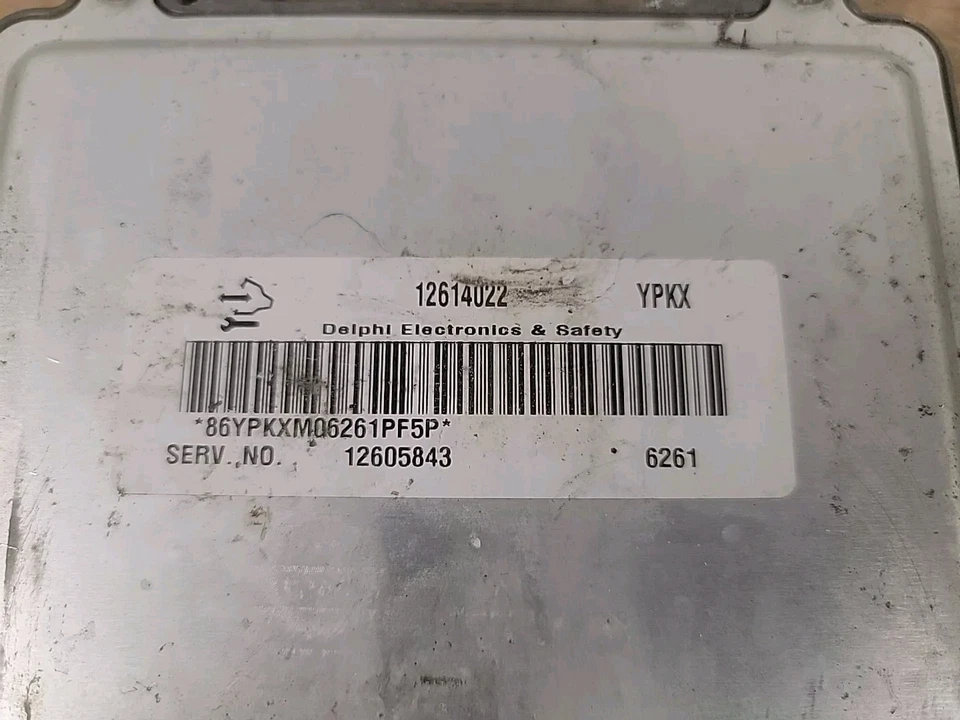 12614022 YPKX
Delphi Electronics & Safety
*86YPKXM06261PF5P*
SERV. NO. 12605843 6261